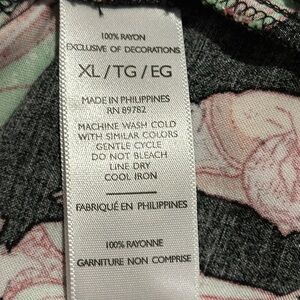 100% RAYON
EXCLUSIVE OF DECORATIONS
XL/TG/EG
MADE IN PHILIPPINES
RN 89782
MACHINE WASH COLD
WITH SIMILAR COLORS
GENTLE CYCLE
DO NOT BLEACH
LINE DRY
COOL IRON
FABRIQUÉ EN PHILIPPINES
100% RAYONNE
GARNITURE NON COMPRISE